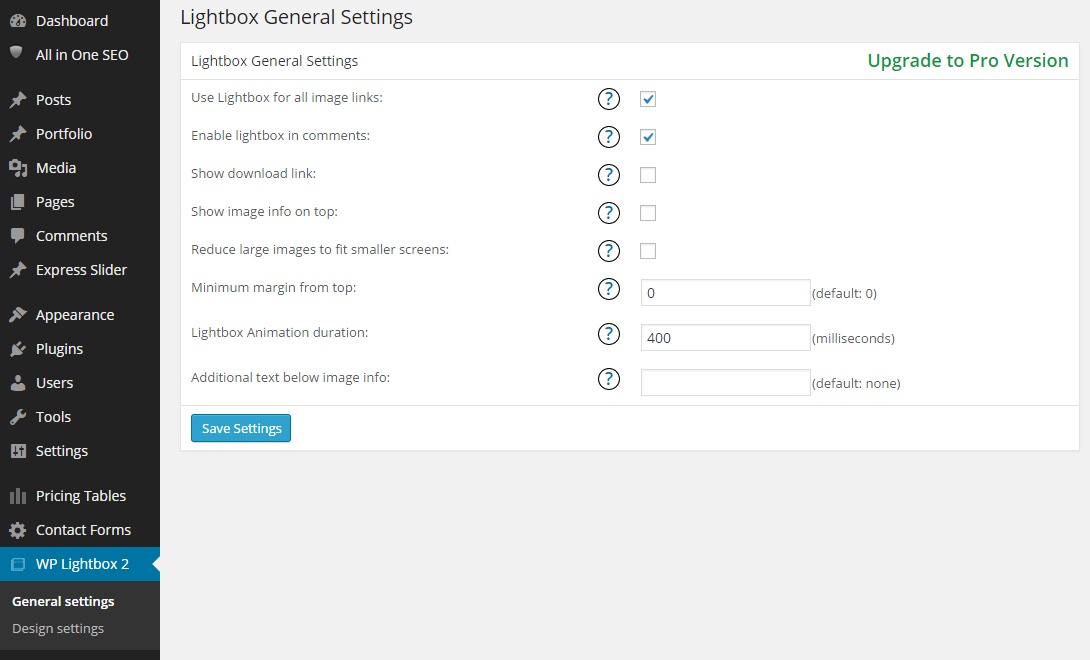 Dashboard
All in One SEO
Posts
Portfolio
Media
Pages
Comments
Express Slider
Appearance
Plugins
Users
Tools
Settings
Pricing Tables
Contact Forms
WP Lightbox 2
General settings
Design settings
Lightbox General Settings
Lightbox General Settings Upgrade to Pro Version
Use Lightbox for all image links: ?
Enable lightbox in comments: ?
Show download link: ?
Show image info on top: ?
Reduce large images to fit smaller screens: ?
Minimum margin from top: ? 0 (default: 0)
Lightbox Animation duration: ? 400 (milliseconds)
Additional text below image info: ? (default: none)
Save Settings